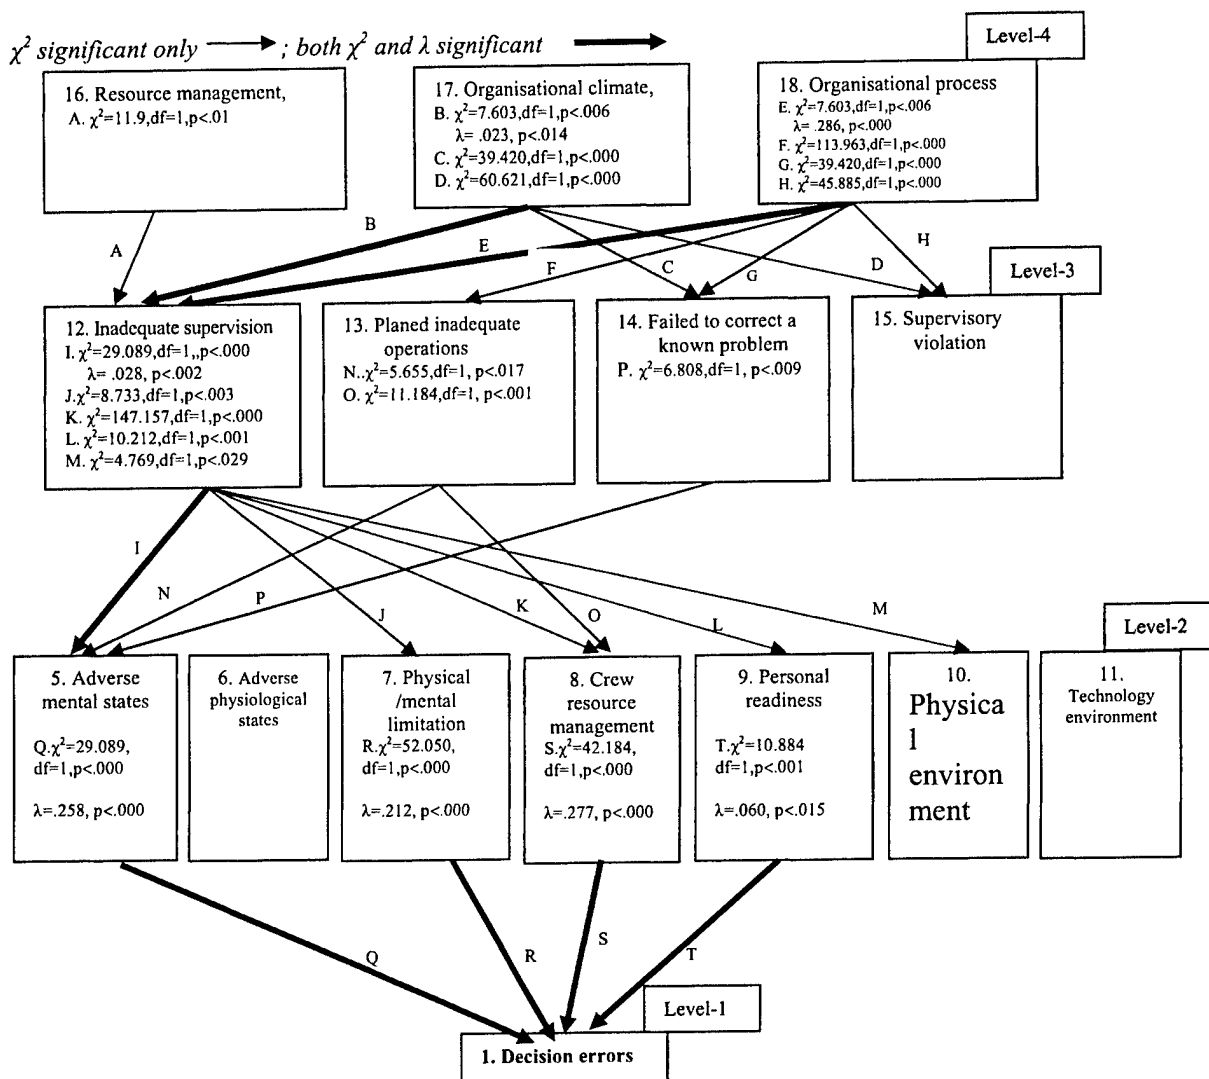 χ² significant only ; both χ² and λ significant
Level-4
16. Resource management,
A. χ²=11.9,df=1,p<.01
17. Organisational climate,
B. χ²=7.603,df=1,p<.006
λ= .023, p<.014
C. χ²=39.420,df=1,p<.000
D. χ²=60.621,df=1,p<.000
18. Organisational process
E. χ²=7.603,df=1,p<.006
λ= .286, p<.000
F. χ²=113.963,df=1,p<.000
G. χ²=39.420,df=1,p<.000
H. χ²=45.885,df=1,p<.000
A
B
E
F
C
G
D
H
Level-3
12. Inadequate supervision
I. χ²=29.089,df=1,,p<.000
λ= .028, p<.002
J.χ²=8.733,df=1,p<.003
K. χ²=147.157,df=1,p<.000
L. χ²=10.212,df=1,p<.001
M. χ²=4.769,df=1,p<.029
13. Planed inadequate
operations
N..χ²=5.655,df=1, p<.017
O. χ²=11.184,df=1, p<.001
14. Failed to correct a
known problem
P. χ²=6.808,df=1, p<.009
15. Supervisory
violation
I
N
P
J
K
O
L
M
Level-2
5. Adverse
mental states
Q.χ²=29.089,
df=1,p<.000
λ=.258, p<.000
6. Adverse
physiological
states
7. Physical
/mental
limitation
R.χ²=52.050,
df=1,p<.000
λ=.212, p<.000
8. Crew
resource
management
S.χ²=42.184,
df=1,p<.000
λ=.277, p<.000
9. Personal
readiness
T.χ²=10.884
df=1,p<.001
λ=.060, p<.015
10.
Physica
l
environ
ment
11.
Technology
environment
Q
R
S
T
Level-1
1. Decision errors